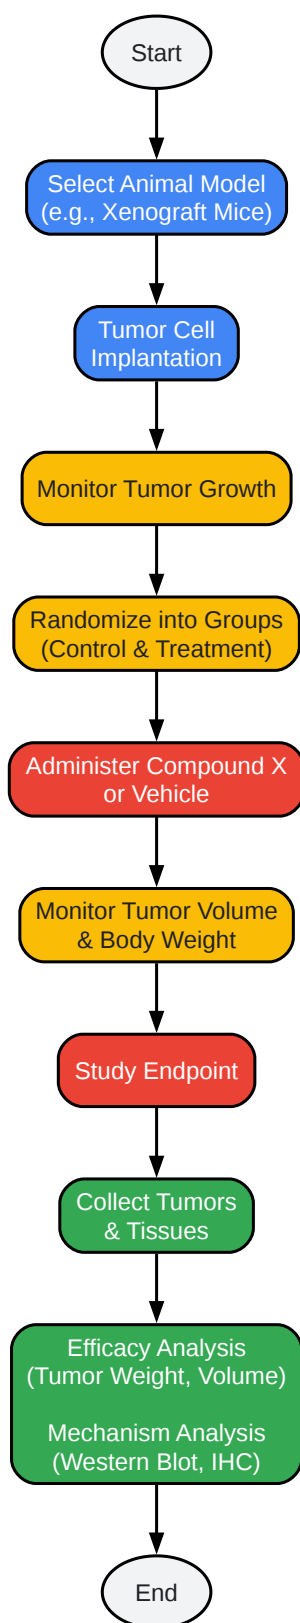 Start
Select Animal Model
(e.g., Xenograft Mice)
Tumor Cell
Implantation
Monitor Tumor Growth
Randomize into Groups
(Control & Treatment)
Administer Compound X
or Vehicle
Monitor Tumor Volume
& Body Weight
Study Endpoint
Collect Tumors
& Tissues
Efficacy Analysis
(Tumor Weight, Volume)
Mechanism Analysis
(Western Blot, IHC)
End